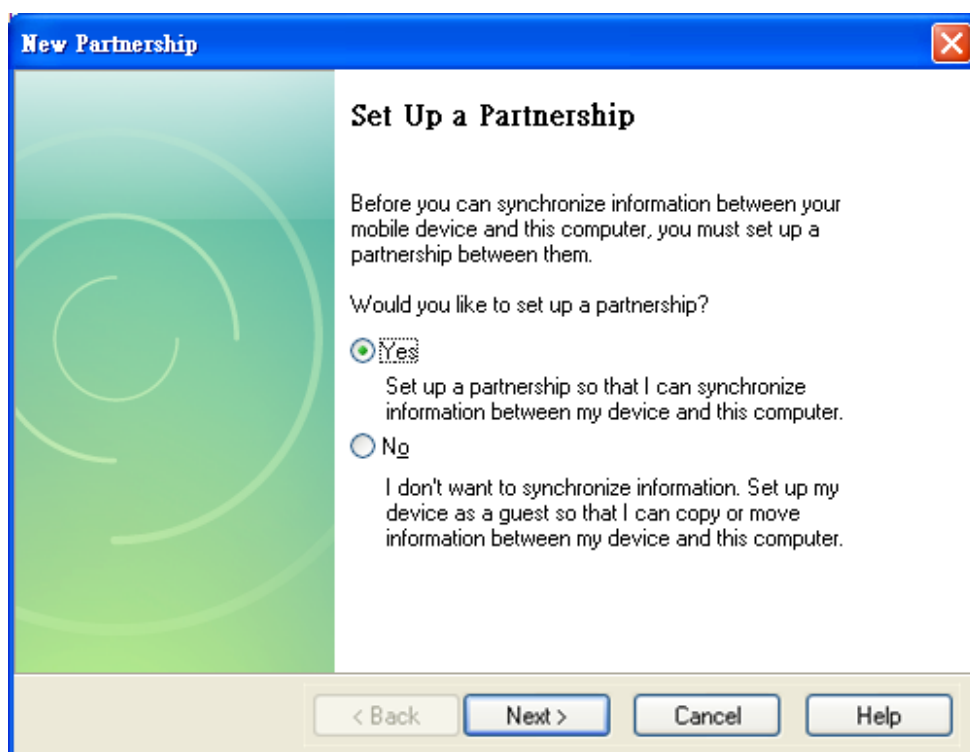 New Partnership
Set Up a Partnership
Before you can synchronize information between your
mobile device and this computer, you must set up a
partnership between them.
Would you like to set up a partnership?
Yes
Set up a partnership so that I can synchronize
information between my device and this computer.
No
I don't want to synchronize information. Set up my
device as a guest so that I can copy or move
information between my device and this computer.
< Back Next > Cancel Help